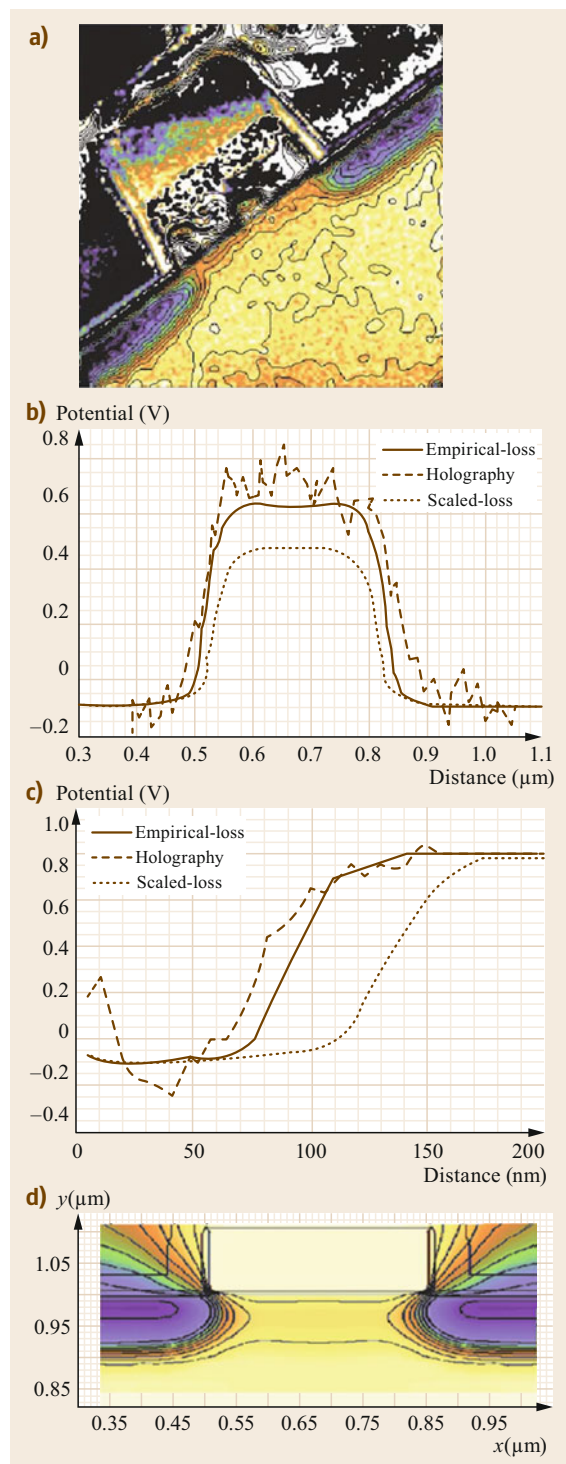 a)
b) Potential (V)
0.8
0.6
0.4
0.2
0
–0.2
Empirical-loss
Holography
Scaled-loss
0.3 0.4 0.5 0.6 0.7 0.8 0.9 1.0 1.1
Distance (µm)
c) Potential (V)
1.0
0.8
0.6
0.4
0.2
0
–0.2
–0.4
Empirical-loss
Holography
Scaled-loss
0 50 100 150 200
Distance (nm)
d) y(µm)
1.05
0.95
0.85
0.35 0.45 0.55 0.65 0.75 0.85 0.95
x(µm)